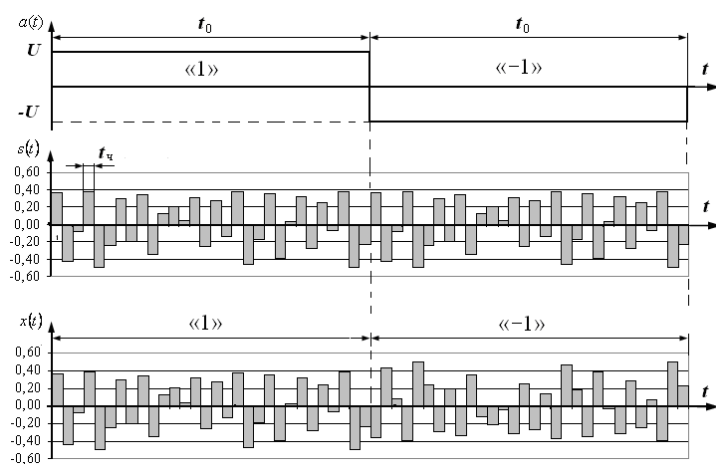 a(t) t₀ t₀
U
«1» «−1» t
-U
s(t) tч
0,60
0,40 t
0,20
0,00
-0,20
-0,40
-0,60
«1» «−1»
x(t)
0,60
0,40
0,20 t
0,00
-0,20
-0,40
-0,60